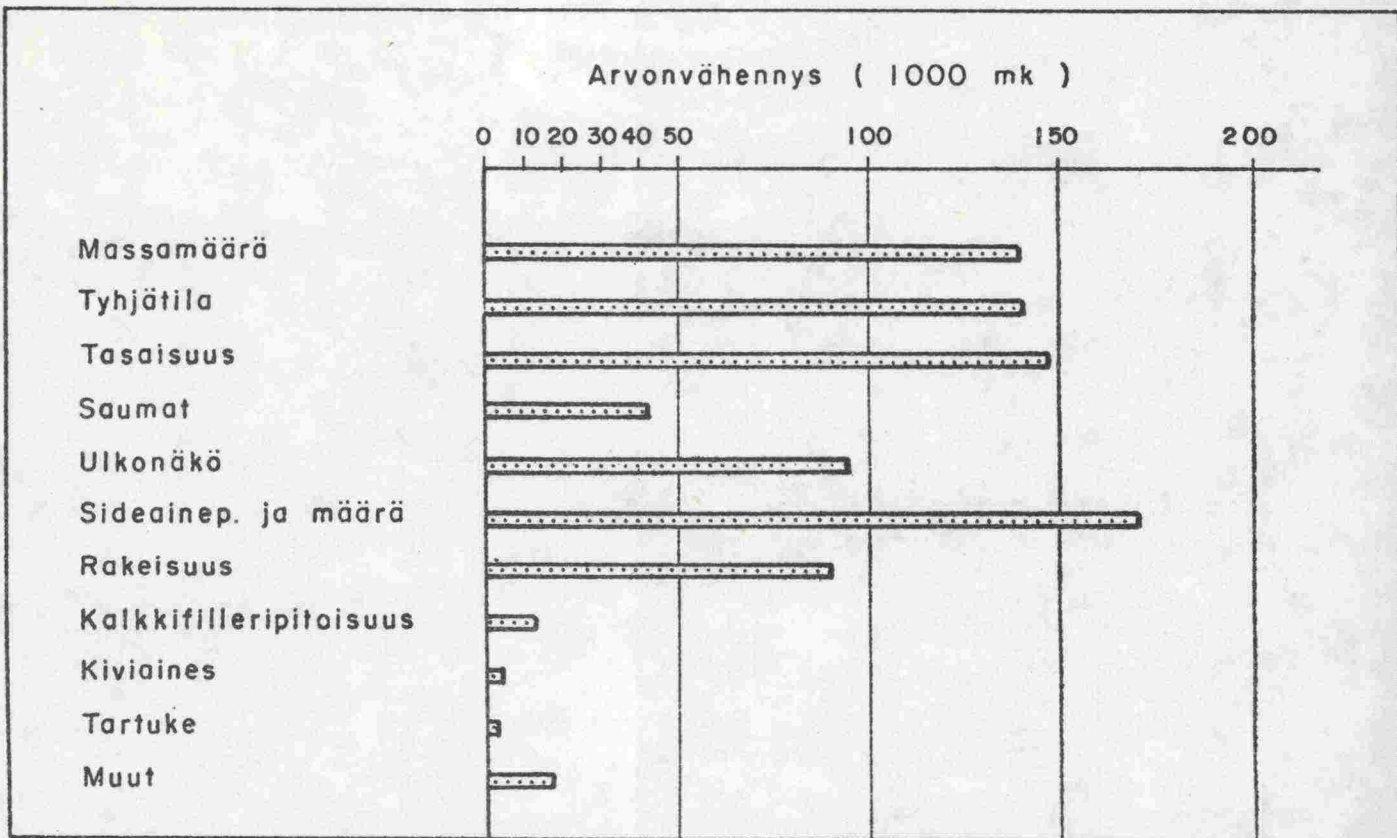 Arvonvähennys ( 1000 mk )
0 10 20 30 40 50 100 150 200
Massamäärä
Tyhjätila
Tasaisuus
Saumat
Ulkonäkö
Sideainep. ja määrä
Rakeisuus
Kalkkifilleripitoisuus
Kiviaines
Tartuke
Muut